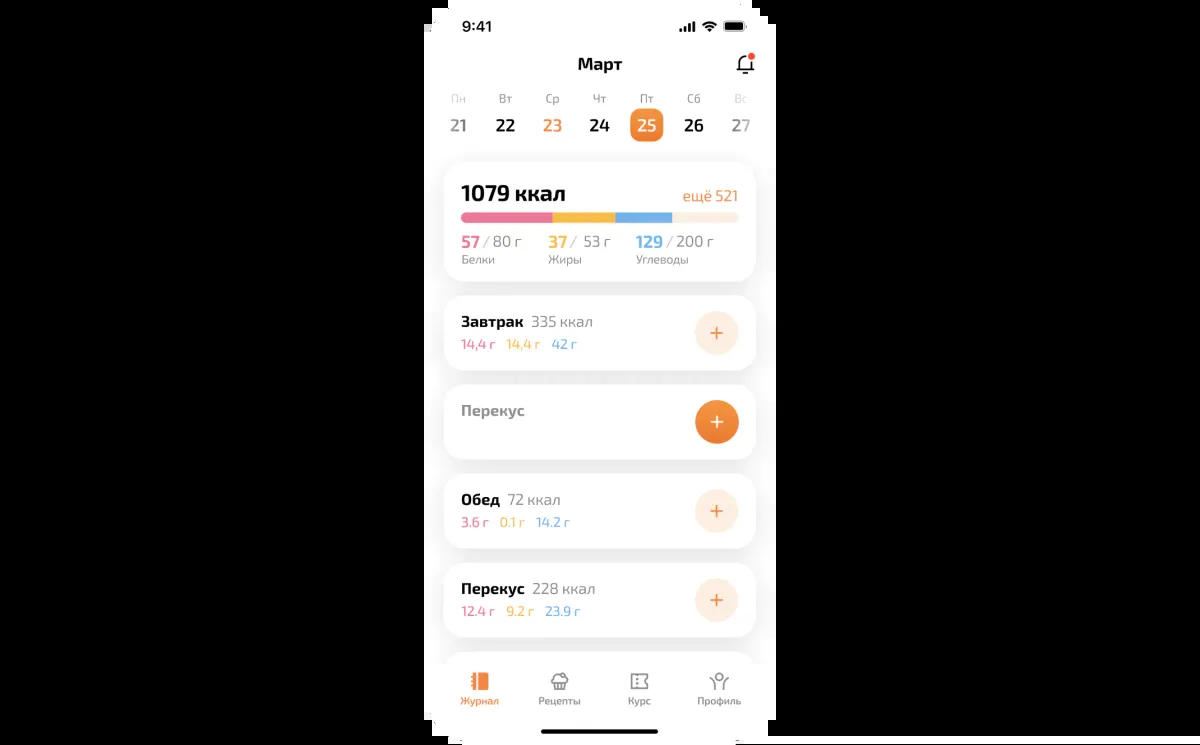 9:41
Март
Пн Вт Ср Чт Пт Сб Вс
21 22 23 24 25 26 27
1079 ккал ещё 521
57 / 80 г 37 / 53 г 129 / 200 г
Белки Жиры Углеводы
Завтрак 335 ккал
14,4 г 14,4 г 42 г
+
Перекус
+
Обед 72 ккал
3.6 г 0.1 г 14.2 г
+
Перекус 228 ккал
12.4 г 9.2 г 23.9 г
+
Журнал Рецепты Курс Профиль